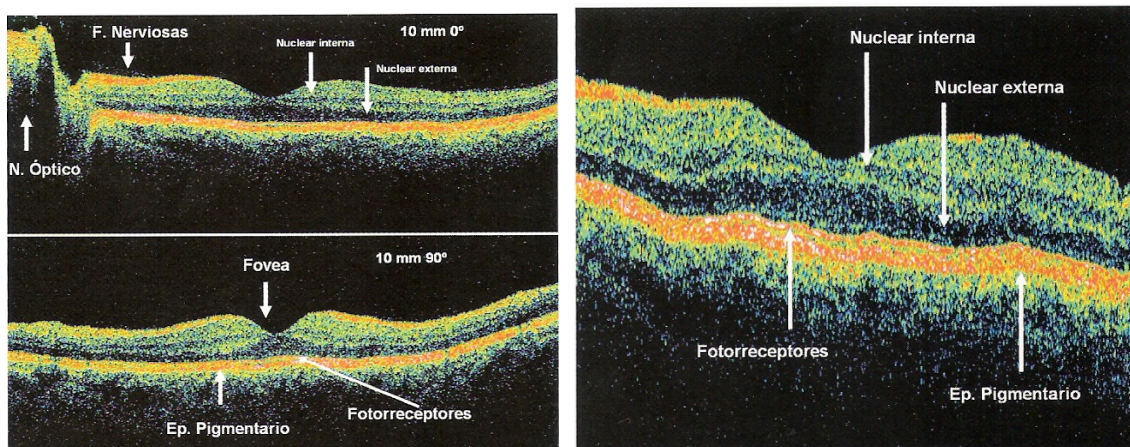 F. Nerviosas
10 mm 0º
Nuclear interna
Nuclear externa
N. Óptico
Fovea
10 mm 90º
Ep. Pigmentario
Fotorreceptores
Nuclear interna
Nuclear externa
Fotorreceptores
Ep. Pigmentario